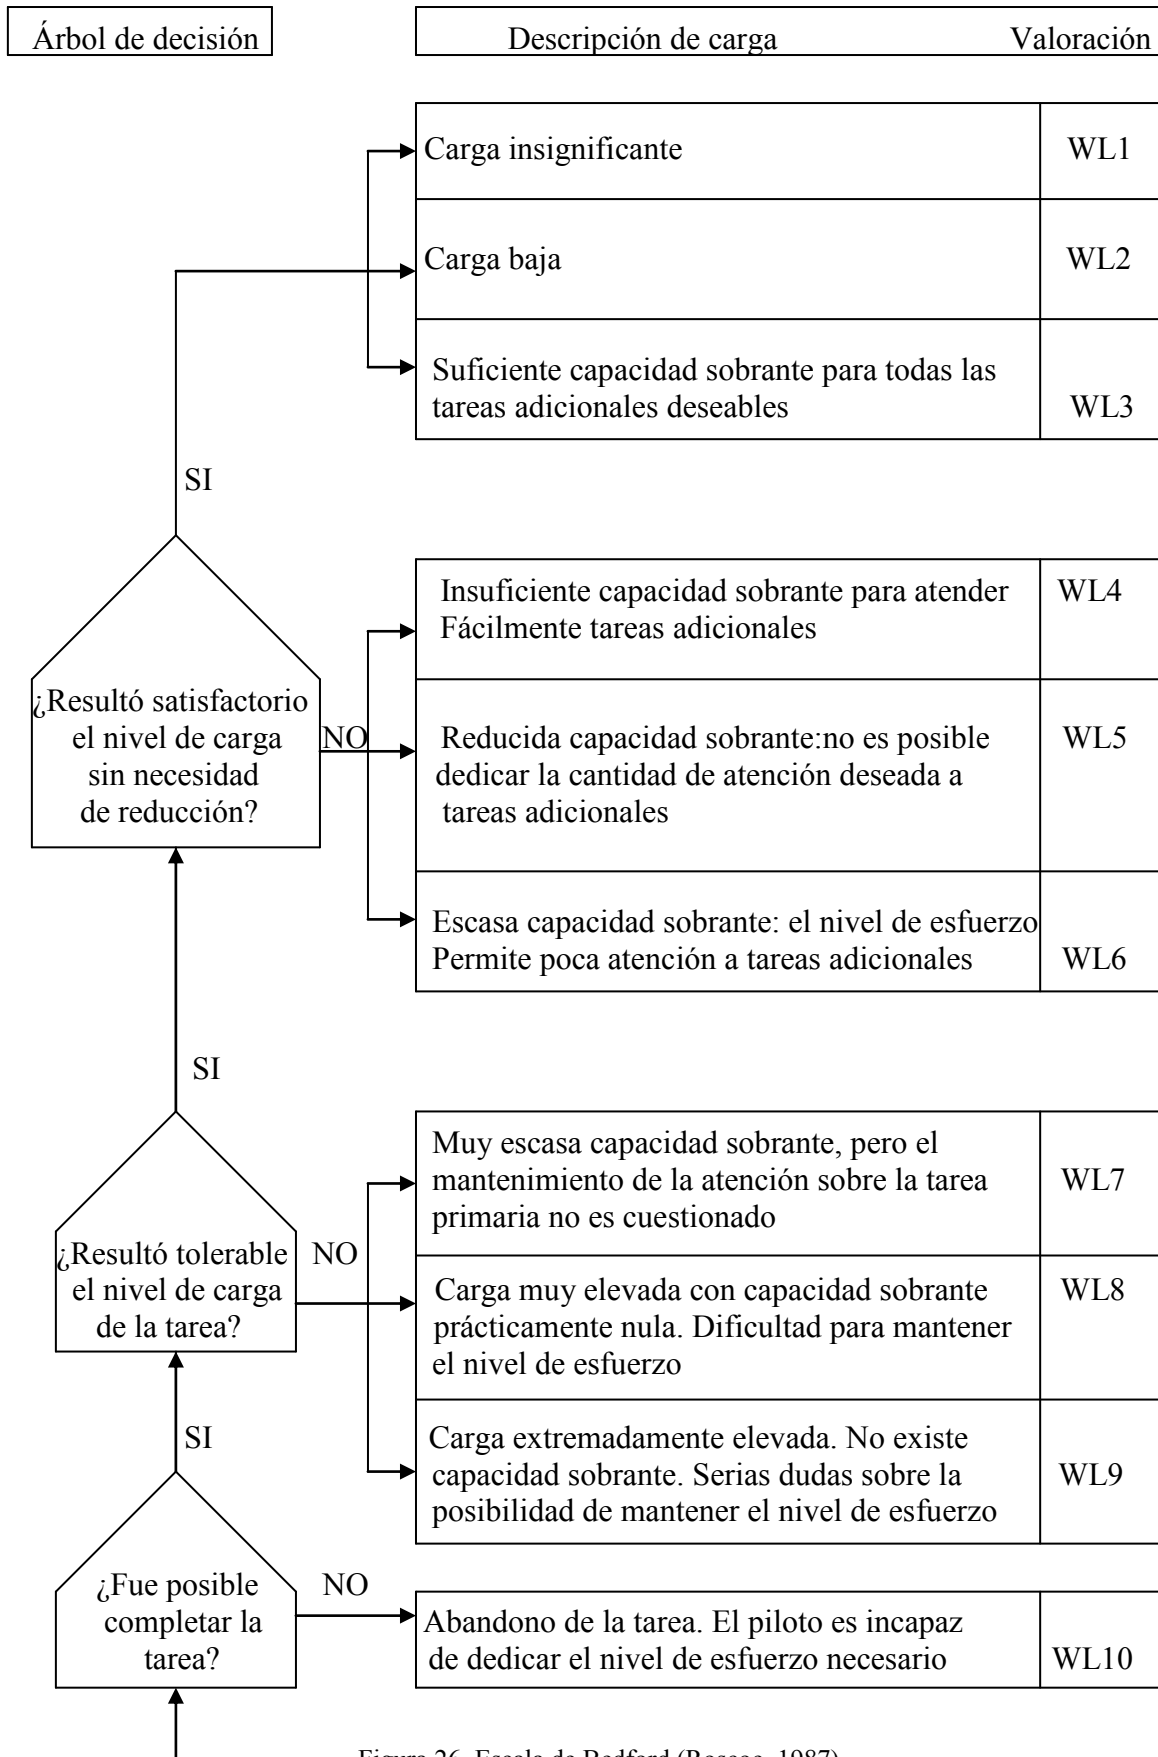 Árbol de decisión
Descripción de carga Valoración
Carga insignificante WL1
Carga baja WL2
Suficiente capacidad sobrante para todas las
tareas adicionales deseables WL3
SI
Insuficiente capacidad sobrante para atender WL4
Fácilmente tareas adicionales
¿Resultó satisfactorio
el nivel de carga
sin necesidad
de reducción?
NO
Reducida capacidad sobrante:no es posible WL5
dedicar la cantidad de atención deseada a
tareas adicionales
Escasa capacidad sobrante: el nivel de esfuerzo
Permite poca atención a tareas adicionales WL6
SI
Muy escasa capacidad sobrante, pero el
mantenimiento de la atención sobre la tarea WL7
primaria no es cuestionado
¿Resultó tolerable
el nivel de carga
de la tarea?
NO
Carga muy elevada con capacidad sobrante WL8
prácticamente nula. Dificultad para mantener
el nivel de esfuerzo
SI
Carga extremadamente elevada. No existe
capacidad sobrante. Serias dudas sobre la WL9
posibilidad de mantener el nivel de esfuerzo
¿Fue posible
completar la
tarea?
NO
Abandono de la tarea. El piloto es incapaz
de dedicar el nivel de esfuerzo necesario WL10
Figura 26. Escala de Bedford (Roscoe, 1987)